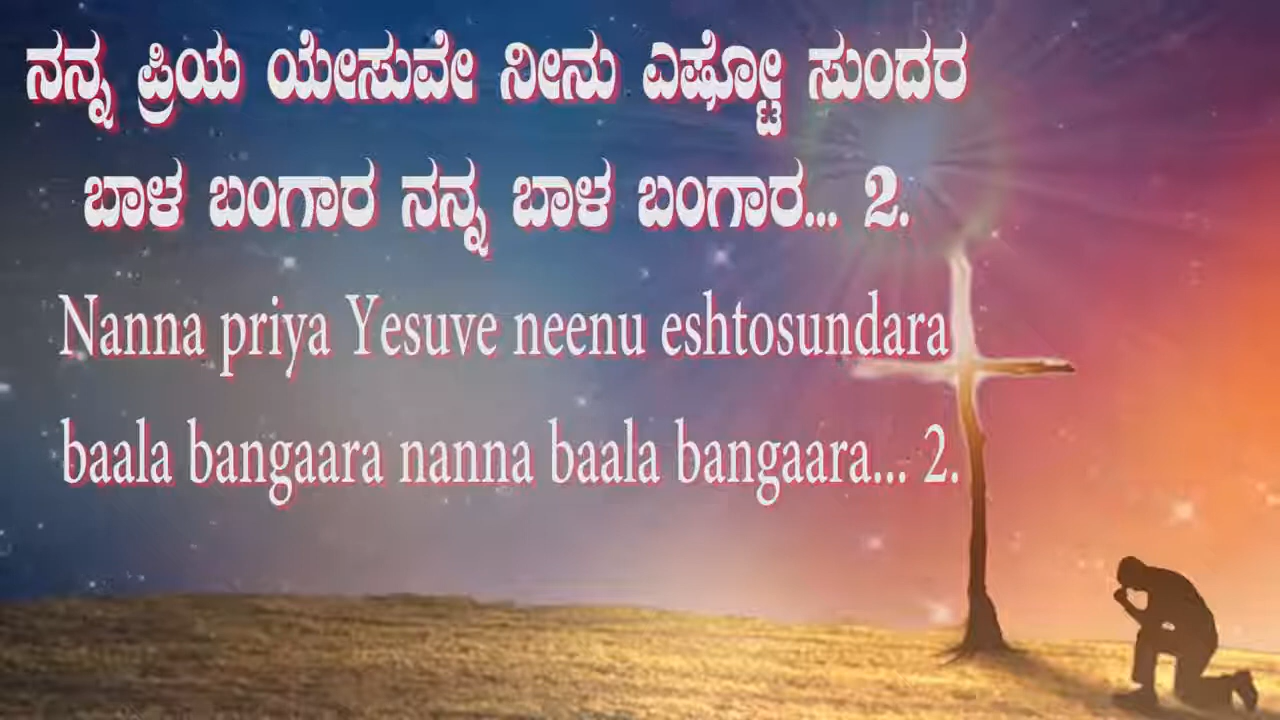 ನನ್ನ ಪ್ರಿಯ ಯೇಸುವೇ ನೀನು ಎಷ್ಟೋ ಸುಂದರ
ಬಾಳ ಬಂಗಾರ ನನ್ನ ಬಾಳ ಬಂಗಾರ... 2.
Nanna priya Yesuve neenu eshtosundara
baala bangaara nanna baala bangaara... 2.